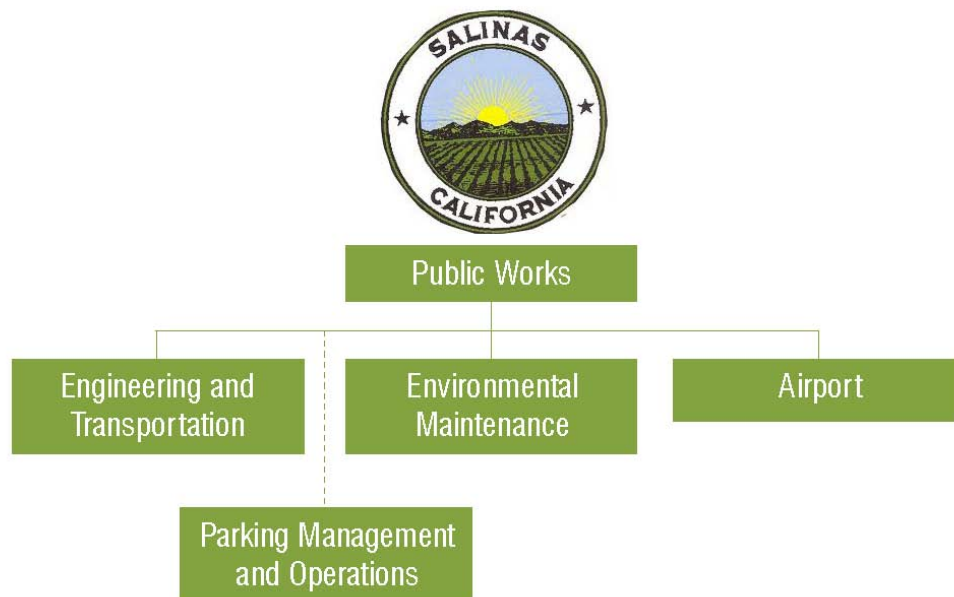 SALINAS
CALIFORNIA
Public Works
Engineering and
Transportation
Environmental
Maintenance
Airport
Parking Management
and Operations